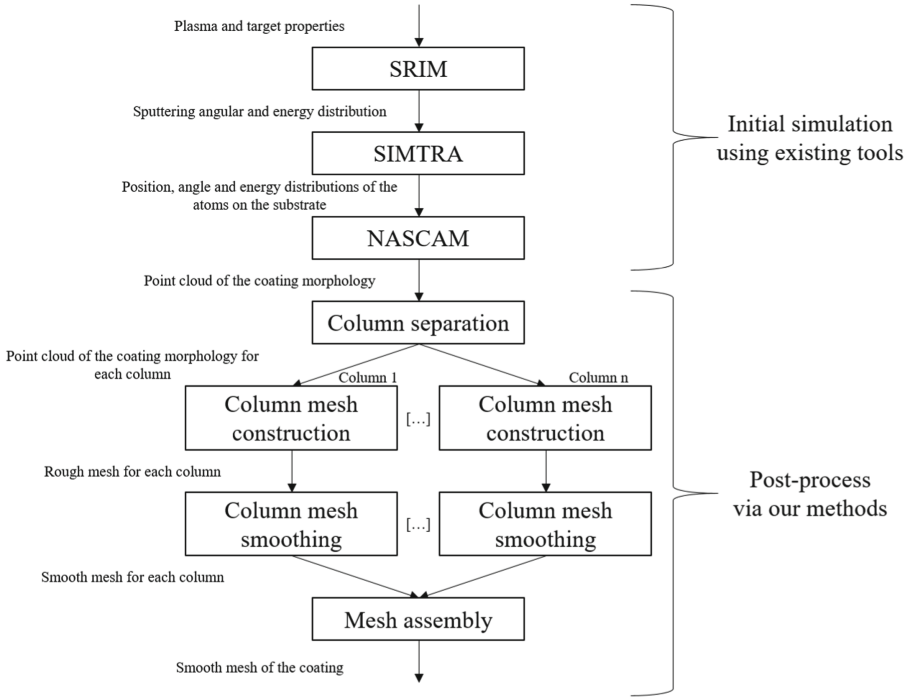 Plasma and target properties
SRIM
Sputtering angular and energy distribution
SIMTRA
Position, angle and energy distributions of the
atoms on the substrate
NASCAM
Initial simulation
using existing tools
Point cloud of the coating morphology
Column separation
Point cloud of the coating morphology for
each column
Column 1
Column n
Column mesh
construction
[...]
Column mesh
construction
Rough mesh for each column
Column mesh
smoothing
[...]
Column mesh
smoothing
Post-process
via our methods
Smooth mesh for each column
Mesh assembly
Smooth mesh of the coating